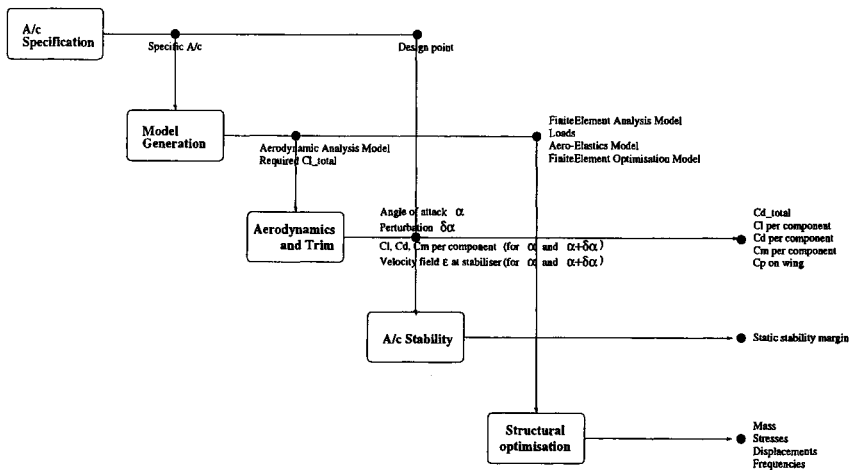 A/c
Specification
Specific A/c
Design point
Model
Generation
Aerodynamic Analysis Model
Required Cl_total
FiniteElement Analysis Model
Loads
Aero-Elastics Model
FiniteElement Optimisation Model
Aerodynamics
and Trim
Angle of attack α
Perturbation δα
Cl, Cd, Cm per component (for α and α+δα)
Velocity field ε at stabiliser (for α and α+δα)
Cd_total
Cl per component
Cd per component
Cm per component
Cp on wing
A/c Stability
Static stability margin
Structural
optimisation
Mass
Stresses
Displacements
Frequencies